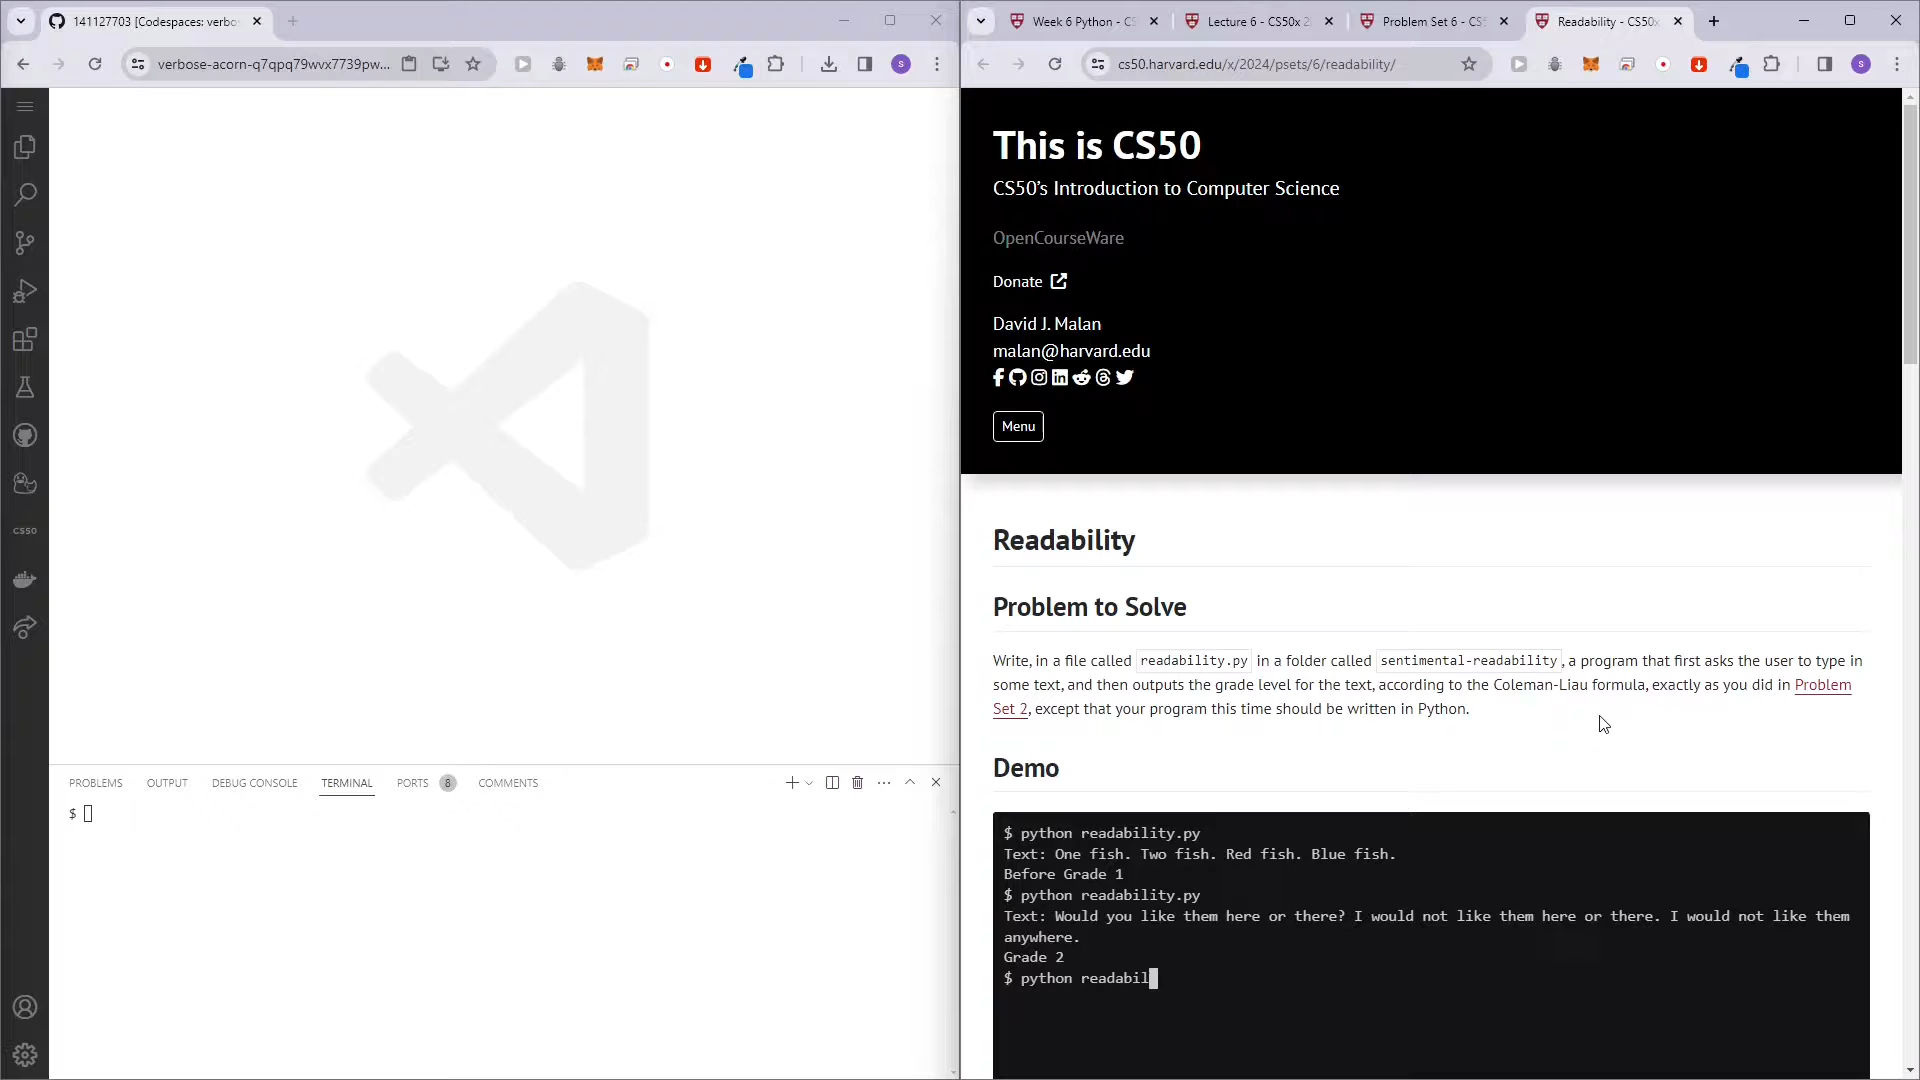 141127703 [Codespaces: verbo
verbose-acorn-q7qpq79wvx7739pw...
S
CS50
PROBLEMS OUTPUT DEBUG CONSOLE TERMINAL PORTS 8 COMMENTS
$
Week 6 Python - CS
Lecture 6 - CS50x 2
Problem Set 6 - CS5
Readability - CS50x
cs50.harvard.edu/x/2024/psets/6/readability/
S
This is CS50
CS50’s Introduction to Computer Science
OpenCourseWare
Donate
David J. Malan
malan@harvard.edu
Menu
Readability
Problem to Solve
Write, in a file called readability.py in a folder called sentimental-readability, a program that first asks the user to type in
some text, and then outputs the grade level for the text, according to the Coleman-Liau formula, exactly as you did in Problem
Set 2, except that your program this time should be written in Python.
Demo
$ python readability.py
Text: One fish. Two fish. Red fish. Blue fish.
Before Grade 1
$ python readability.py
Text: Would you like them here or there? I would not like them here or there. I would not like them
anywhere.
Grade 2
$ python readabil